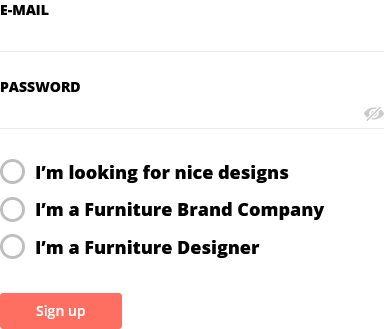 E-MAIL
PASSWORD
I’m looking for nice designs
I’m a Furniture Brand Company
I’m a Furniture Designer
Sign up